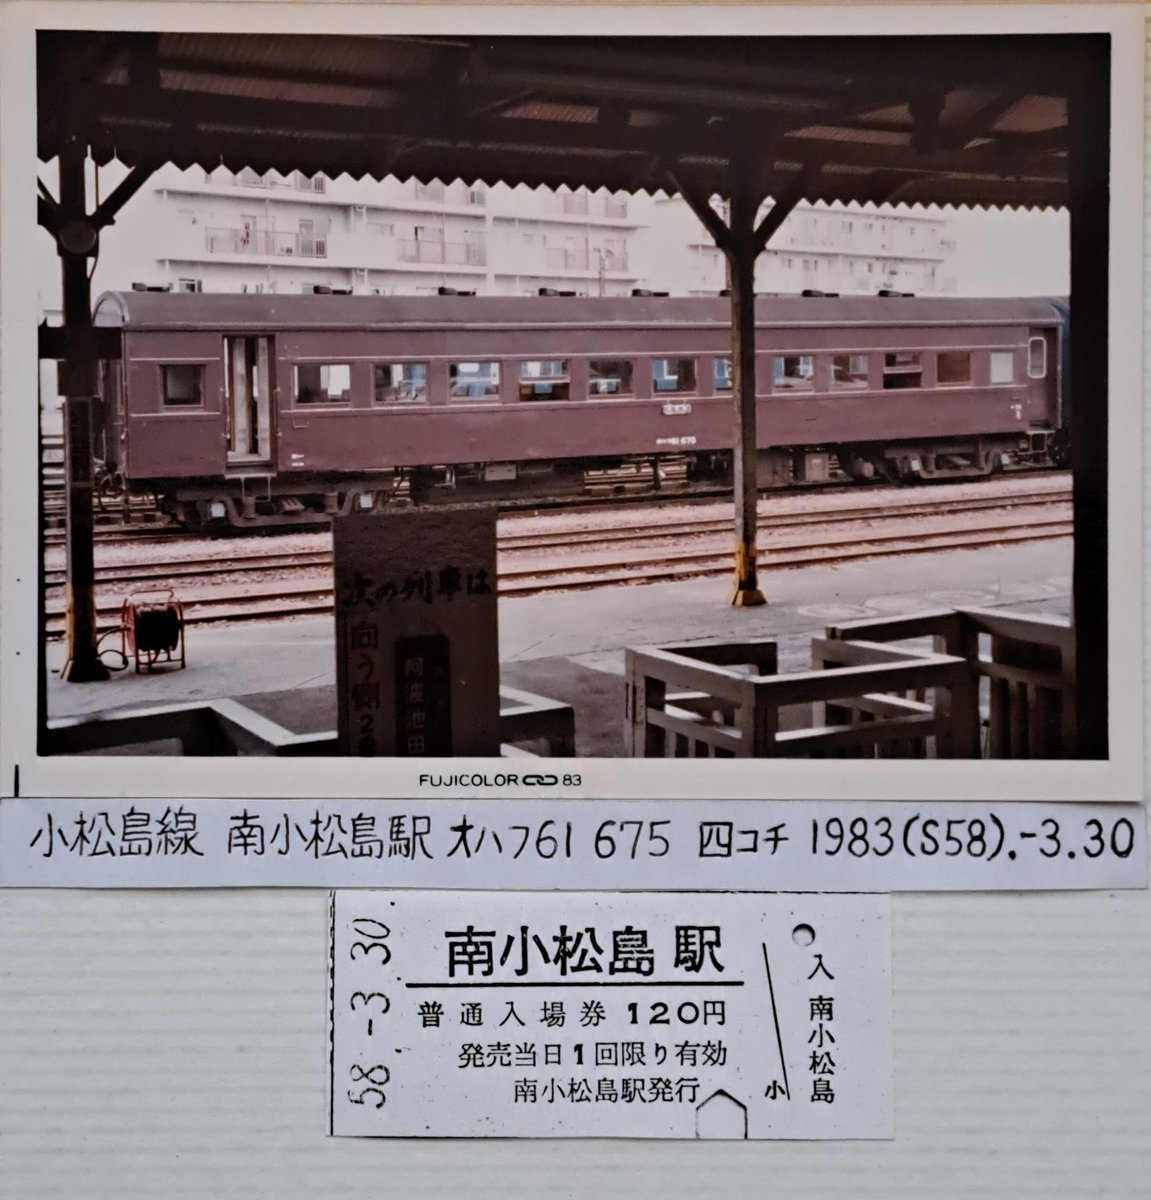 61 675
次の列車は
向う側2
阿波池田
FUJICOLOR 83
小松島線 南小松島駅 オハフ61 675 四コチ 1983(S58).-3.30
58.-3.30
南小松島駅
普通入場券 120円
発売当日1回限り有効
南小松島駅発行
小
入 南小松島